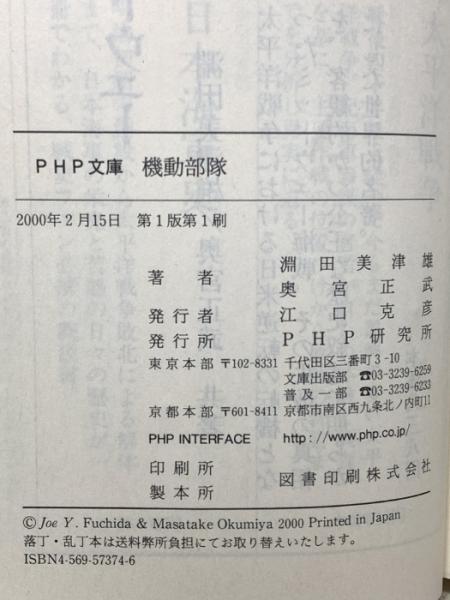 PHP文庫 機動部隊
2000年2月15日 第1版第1刷
著者 淵田美津雄
奥宮正武
発行者 江口克彦
発行所 PHP研究所
東京本部 〒102-8331 千代田区三番町3-10
文庫出版部 ☎03-3239-6259
普及一部 ☎03-3239-6233
京都本部 〒601-8411 京都市南区西九条北ノ内町11
PHP INTERFACE http://www.php.co.jp/
印刷所
製本所 図書印刷株式会社
© Joe Y. Fuchida & Masatake Okumiya 2000 Printed in Japan
落丁・乱丁本は送料弊所負担にてお取り替えいたします。
ISBN4-569-57374-6